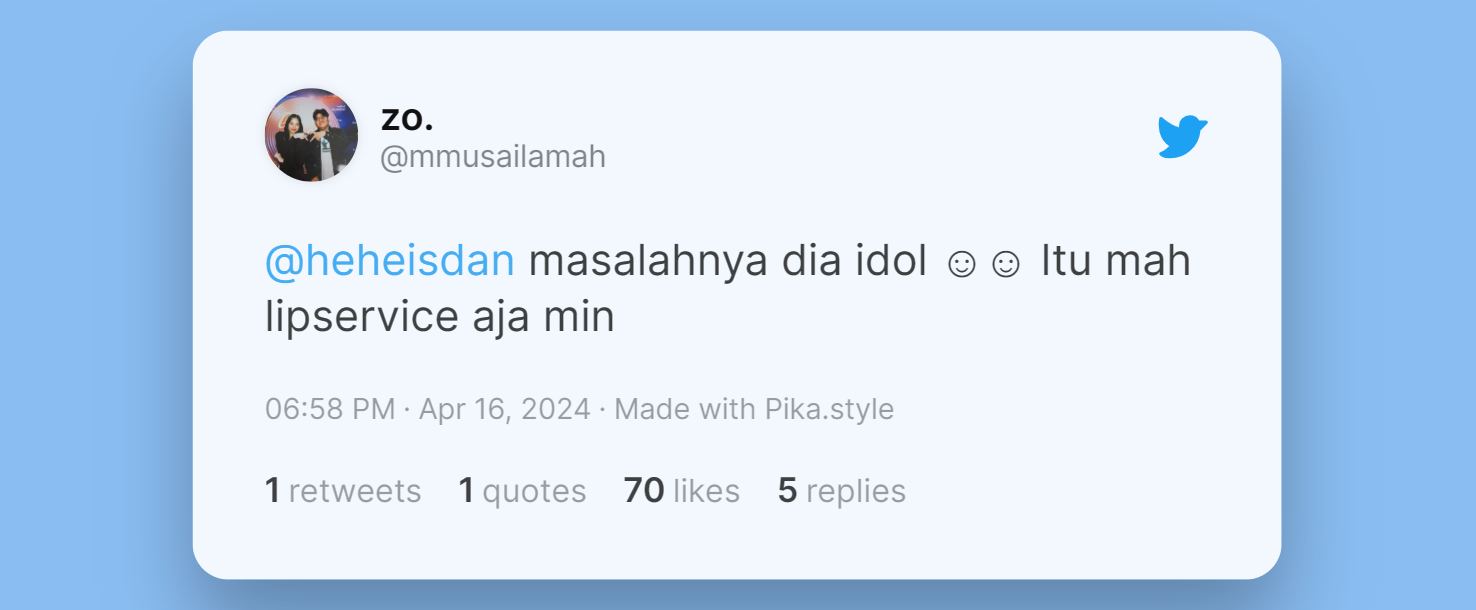 zo.
@mmusailamah
@heheisdan masalahnya dia idol ☺☺ Itu mah
lipservice aja min
06:58 PM · Apr 16, 2024 · Made with Pika.style
1 retweets 1 quotes 70 likes 5 replies